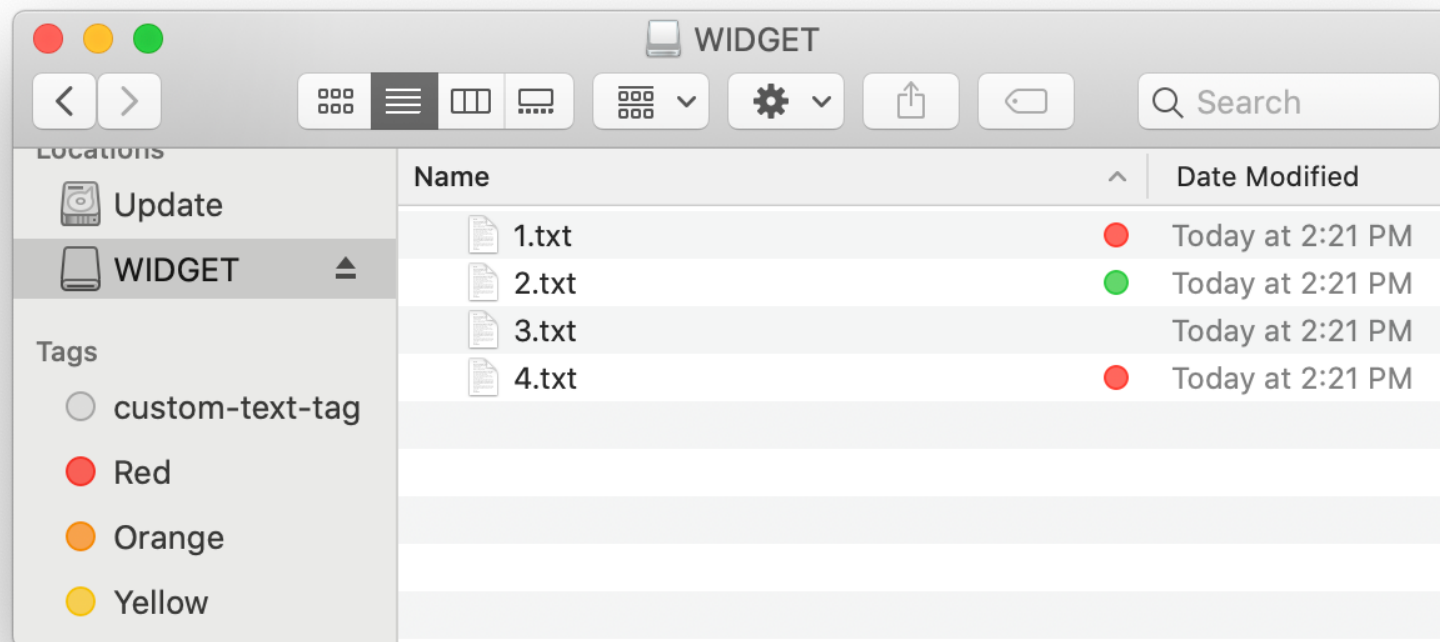 WIDGET
Search
Locations
Update
WIDGET
Tags
custom-text-tag
Red
Orange
Yellow
Name Date Modified
1.txt Today at 2:21 PM
2.txt Today at 2:21 PM
3.txt Today at 2:21 PM
4.txt Today at 2:21 PM